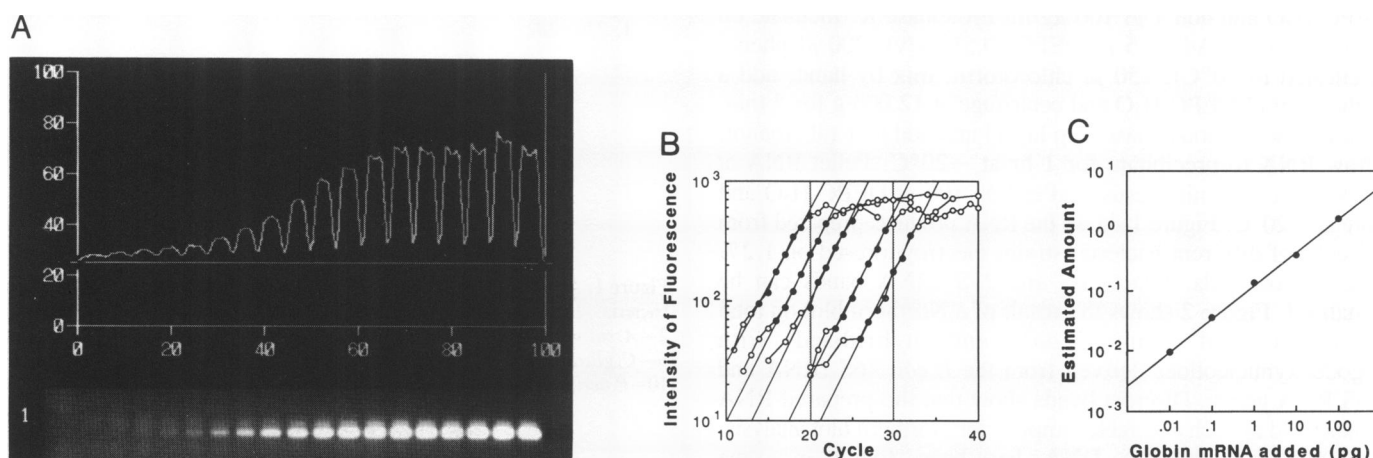 A
100
80
60
40
20
0
0 20 40 60 80 100
1
B
Intensity of Fluorescence
10³
10²
10¹
10 20 30 40
Cycle
C
Estimated Amount
10¹
10⁰
10⁻¹
10⁻²
10⁻³
.01 .1 1 10 100
Globin mRNA added (pg)